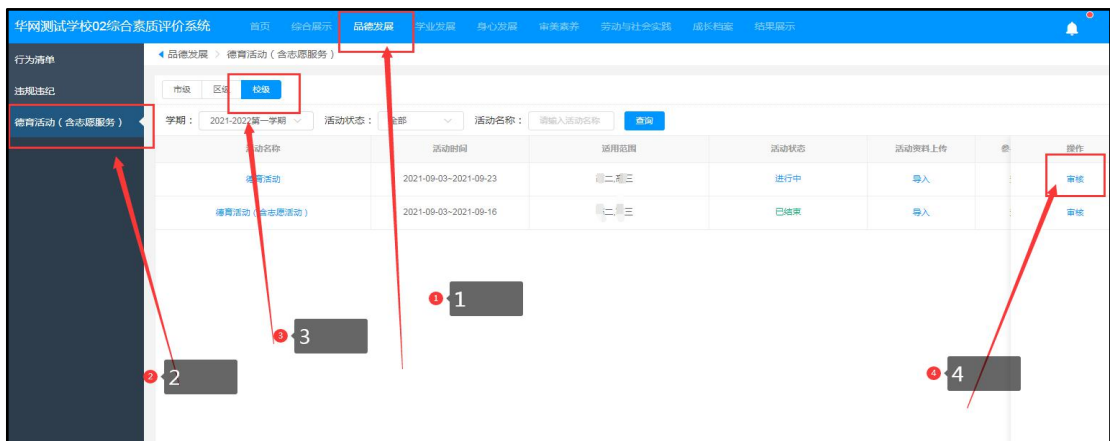 华网测试学校02综合素质评价系统 首页 综合展示 品德发展 学业发展 身心发展 审美素养 劳动与社会实践 成长档案 结果展示
行为清单
违规违纪
德育活动(含志愿服务)
品德发展 > 德育活动(含志愿服务)
市级 区级 校级
学期: 2021-2022第一学期 活动状态: 全部 活动名称: 请输入活动名称 查询
活动名称 活动时间 适用范围 活动状态 活动资料上传 操作
德育活动 2021-09-03~2021-09-23 二, 三 进行中 导入 审核
德育活动(含志愿活动) 2021-09-03~2021-09-16 二, 三 已结束 导入 审核
1 1
3 3
2 2
4 4